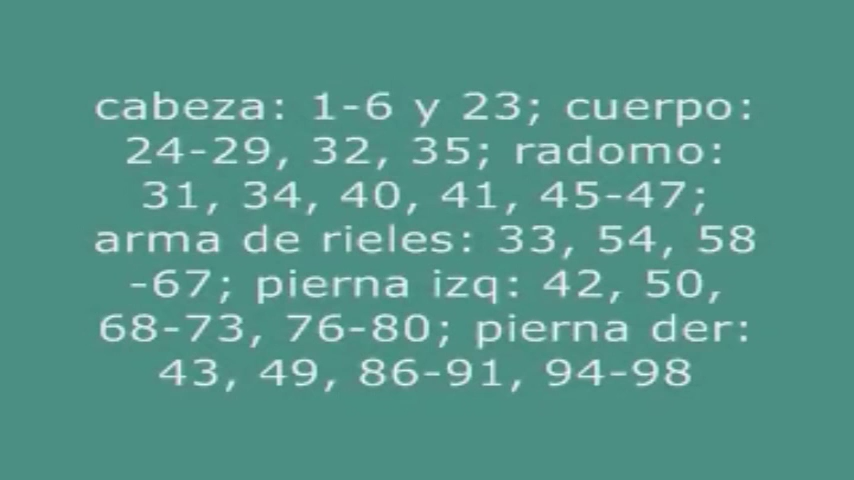 cabeza: 1-6 y 23; cuerpo:
24-29, 32, 35; radomo:
31, 34, 40, 41, 45-47;
arma de rieles: 33, 54, 58
-67; pierna izq: 42, 50,
68-73, 76-80; pierna der:
43, 49, 86-91, 94-98